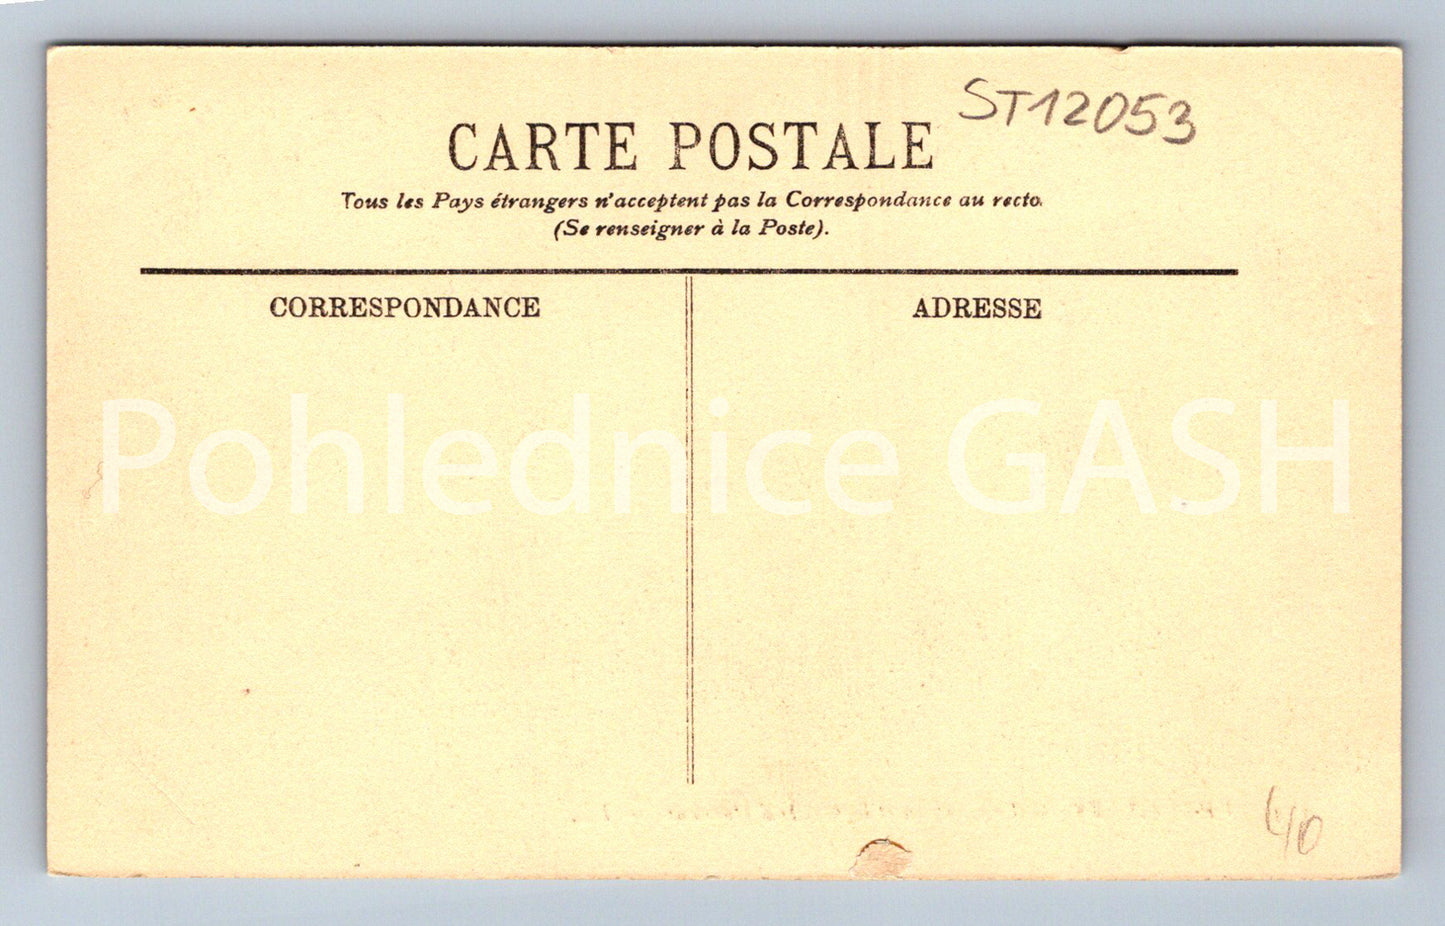 ST12053
CARTE POSTALE
Tous les Pays étrangers n'acceptent pas la Correspondance au recto.
(Se renseigner à la Poste).
CORRESPONDANCE
ADRESSE
Pohlednice GASH